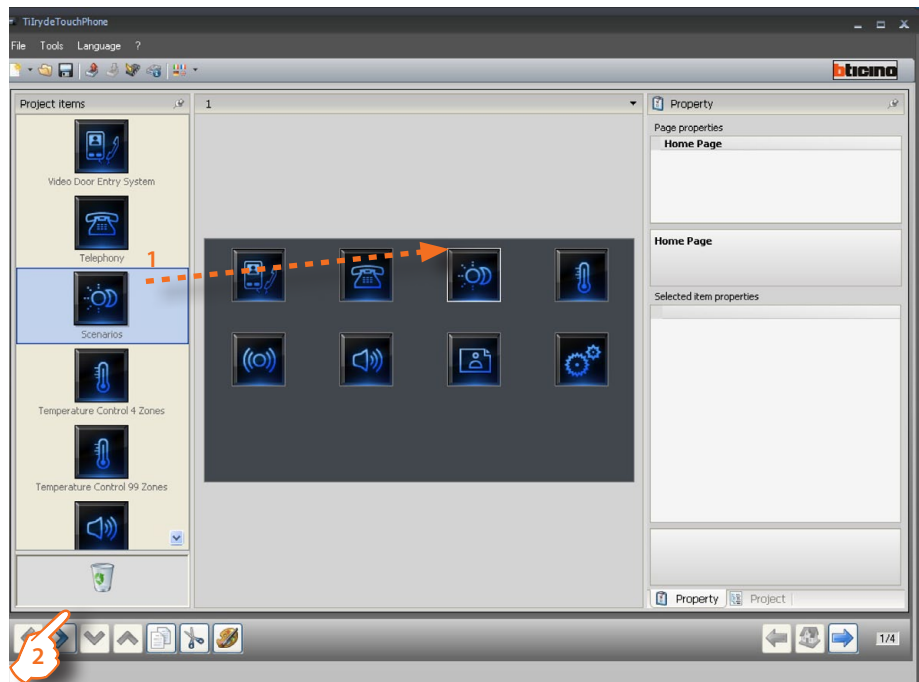 TiIrydeTouchPhone
File Tools Language ?
bticino
Project items
1
Property
Page properties
Home Page
Video Door Entry System
Telephony
1
Home Page
Selected item properties
Scenarios
Temperature Control 4 Zones
Temperature Control 99 Zones
Property
Project
2
1/4